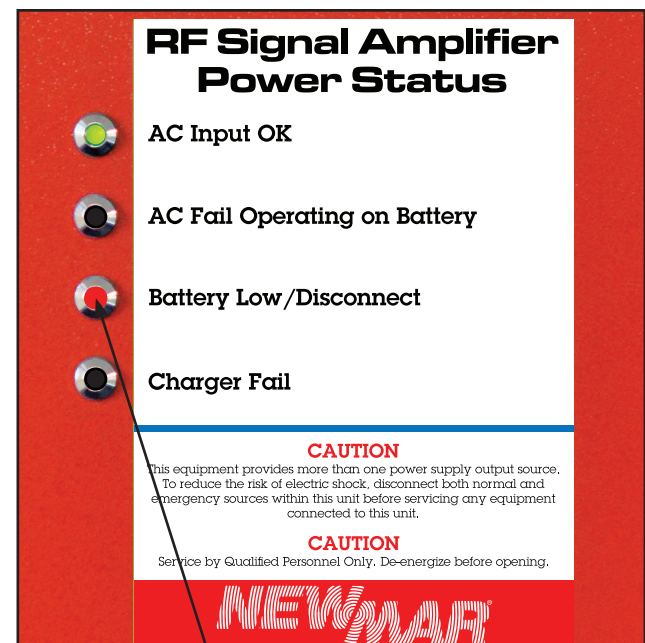 RF Signal Amplifier
Power Status
AC Input OK
AC Fail Operating on Battery
Battery Low/Disconnect
Charger Fail
CAUTION
This equipment provides more than one power supply output source.
To reduce the risk of electric shock, disconnect both normal and
emergency sources within this unit before servicing any equipment
connected to this unit.
CAUTION
Service by Qualified Personnel Only. De-energize before opening.
NEWMAR®